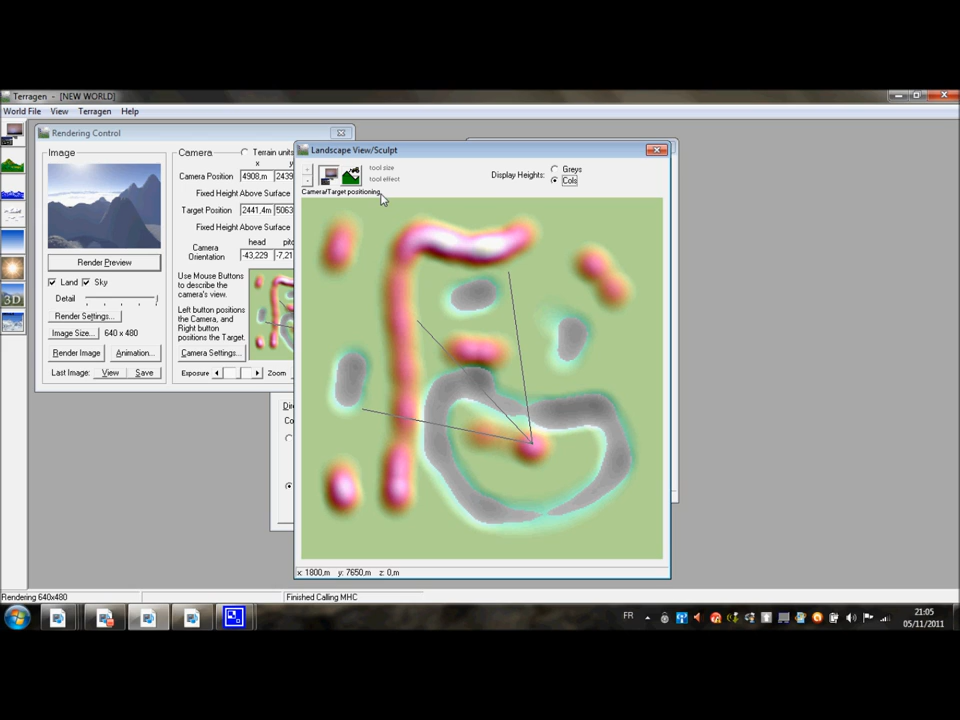 Terragen - [NEW WORLD]
World File View Terragen Help
Rendering Control
Image
Render Preview
Land Sky
Detail
Render Settings...
Image Size... 640 x 480
Render Image Animation...
Last Image: View Save
Camera Terrain units
x y
Camera Position 4908,m 2439
Fixed Height Above Surface
Target Position 2441,4m 5063
Fixed Height Above Surface
head
Camera Orientation -43,229 -7,21
Use Mouse Buttons
to describe the
camera's view.
Left button positions
the Camera, and
Right button
positions the Target.
Camera Settings...
Exposure Zoom
Landscape View/Sculpt
tool size
tool effect
Camera/Target positioning
Display Heights: Greys
Cols
x: 1800,m y: 7650,m z: 0,m
Rendering 640x480
Finished Calling MHC
3D
FR
21:05
05/11/2011